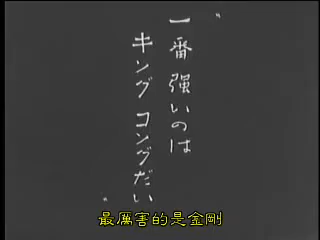 一番強いのは
キングコングだい
最厲害的是金剛